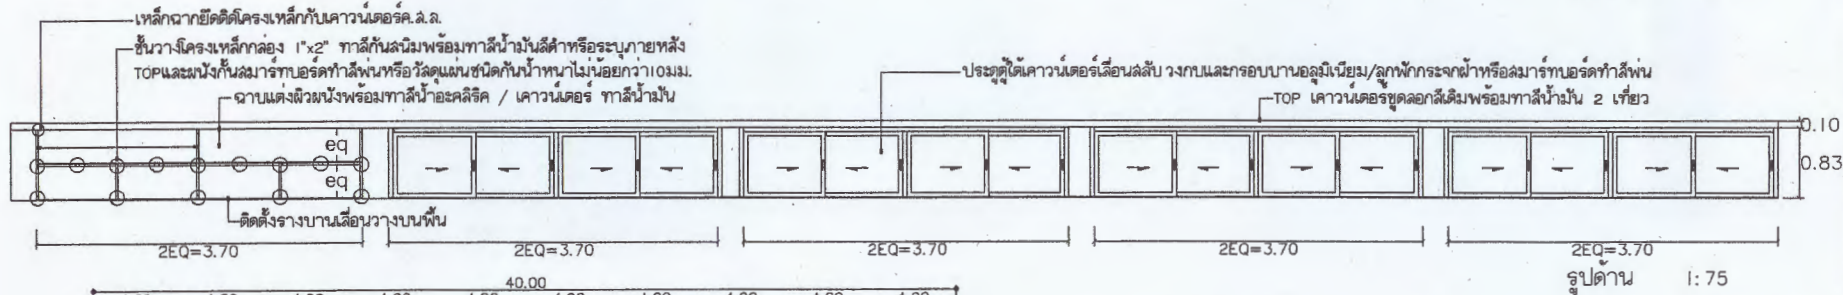 เหล็กฉากยึดติดโครงเหล็กกับเคาวน์เตอร์ค.ส.ล.
ชั้นวางโครงเหล็กกล่อง 1"x2" ทาสีกันสนิมพร้อมทาสีน้ำมันสีดำหรือระบุภายหลัง
TOPและผนังกั้นสมาร์ทบอร์ดทำสีพ่นหรือวัสดุแผ่นชนิดกันน้ำหนาไม่น้อยกว่า10มม.
ฉาบแต่งผิวผนังพร้อมทาสีน้ำอะคลิริค / เคาวน์เตอร์ ทาสีน้ำมัน
ประตูตู้ใต้เคาวน์เตอร์เลื่อนสลับ วงกบและกรอบบานอลูมิเนียม/ลูกฟักกระจกฝ้าหรือสมาร์ทบอร์ดทำสีพ่น
TOP เคาวน์เตอร์ขูดลอกสีเดิมพร้อมทาสีน้ำมัน 2 เที่ยว
0.10
eq
0.83
eq
ติดตั้งรางบานเลื่อนวางบนพื้น
2EQ=3.70 2EQ=3.70 2EQ=3.70 2EQ=3.70 2EQ=3.70
รูปด้าน 1:75
40.00